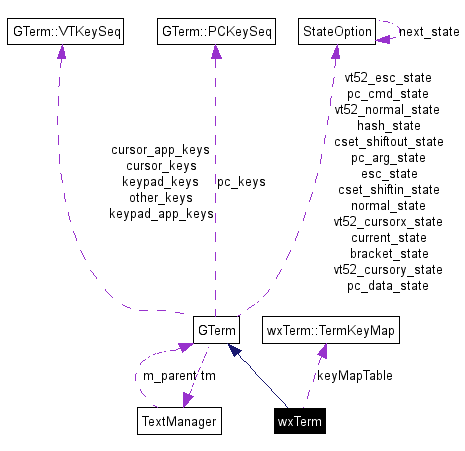 GTerm::VTKeySeq
GTerm::PCKeySeq
StateOption
next_state
vt52_esc_state
pc_cmd_state
vt52_normal_state
hash_state
cset_shiftout_state
pc_arg_state
esc_state
cset_shiftin_state
normal_state
vt52_cursorx_state
current_state
bracket_state
vt52_cursory_state
pc_data_state
cursor_app_keys
cursor_keys
keypad_keys
other_keys
keypad_app_keys
pc_keys
GTerm
wxTerm::TermKeyMap
m_parent
tm
keyMapTable
TextManager
wxTerm